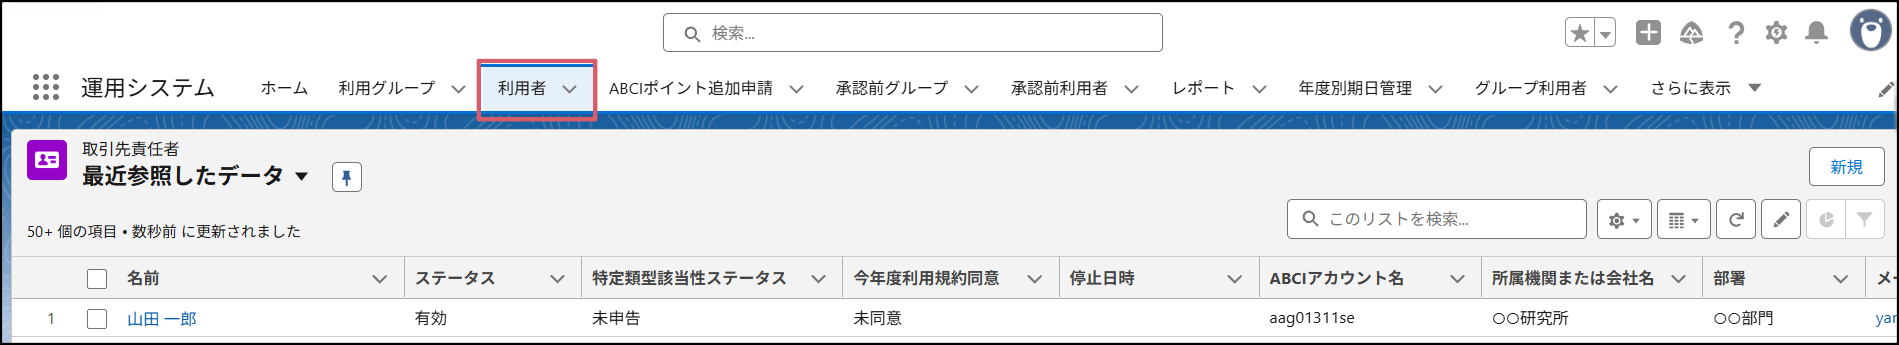 検索...
運用システム ホーム 利用グループ 利用者 ABCIポイント追加申請 承認前グループ 承認前利用者 レポート 年度別期日管理 グループ利用者 さらに表示
取引先責任者
最近参照したデータ
新規
50+ 個の項目 • 数秒前 に更新されました
このリストを検索...
名前 ステータス 特定類型該当性ステータス 今年度利用規約同意 停止日時 ABCIアカウント名 所属機関または会社名 部署 メー
1 山田 一郎 有効 未申告 未同意 aag01311se 〇〇研究所 〇〇部門 yar